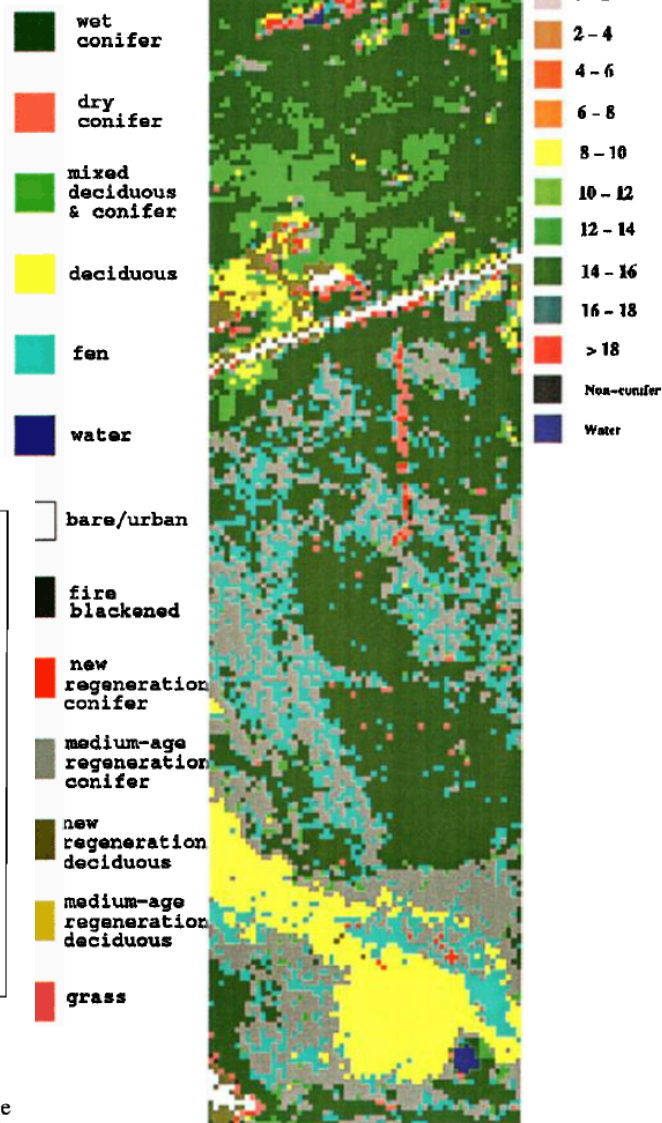 wet
conifer
dry
conifer
mixed
deciduous
& conifer
deciduous
fen
water
bare/urban
fire
blackened
new
regeneration
conifer
medium-age
regeneration
conifer
new
regeneration
deciduous
medium-age
regeneration
deciduous
grass
e
2 – 4
4 – 6
6 – 8
8 – 10
10 – 12
12 – 14
14 – 16
16 – 18
> 18
Non-conifer
Water